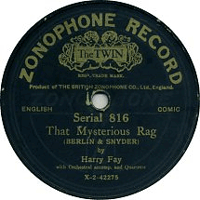 ZONOPHONE RECORD
The TWIN
REGD. TRADE MARK.
Product of THE BRITISH ZONOPHONE CO., Ltd., England.
ENGLISH COMIC
Serial 816
That Mysterious Rag
(BERLIN & SNYDER)
by
Harry Fay
with Orchestral accomp. and Quartette
X-2-42275